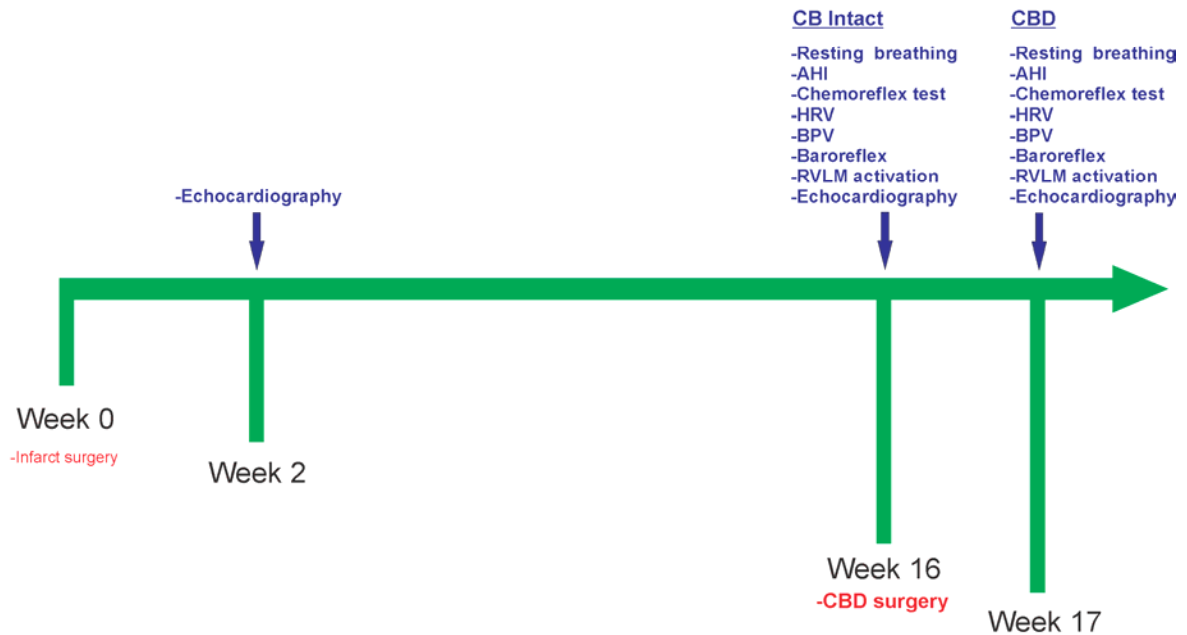 CB Intact
-Resting breathing
-AHI
-Chemoreflex test
-HRV
-BPV
-Baroreflex
-RVLM activation
-Echocardiography
CBD
-Resting breathing
-AHI
-Chemoreflex test
-HRV
-BPV
-Baroreflex
-RVLM activation
-Echocardiography
-Echocardiography
Week 0
-Infarct surgery
Week 2
Week 16
-CBD surgery
Week 17